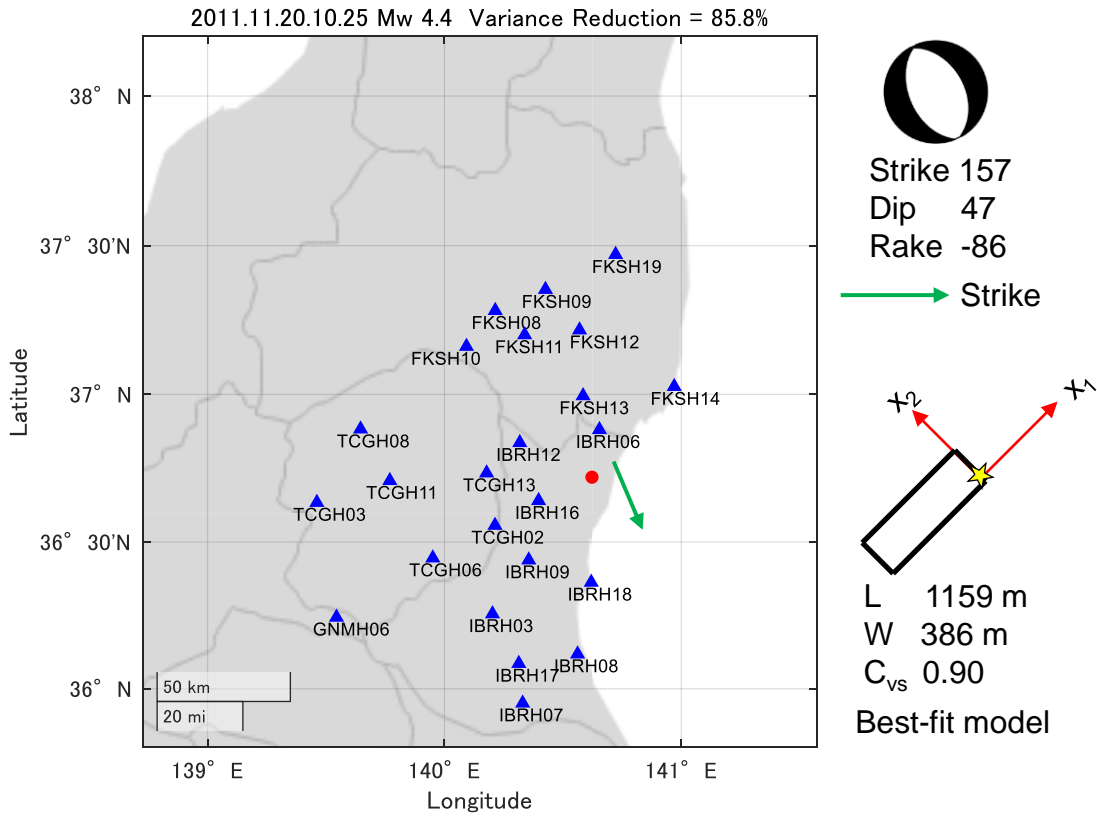 2011.11.20.10.25 Mw 4.4 Variance Reduction = 85.8%
38° N
37° 30'N
37° N
36° 30'N
36° N
Latitude
139° E
140° E
141° E
Longitude
FKSH19
FKSH09
FKSH08
FKSH11
FKSH12
FKSH10
FKSH13
FKSH14
TCGH08
IBRH12
IBRH06
TCGH11
TCGH13
TCGH03
IBRH16
TCGH02
TCGH06
IBRH09
IBRH18
GNMH06
IBRH03
IBRH17
IBRH08
IBRH07
50 km
20 mi
Strike 157
Dip 47
Rake -86
Strike
X2
X1
L 1159 m
W 386 m
Cvs 0.90
Best-fit model